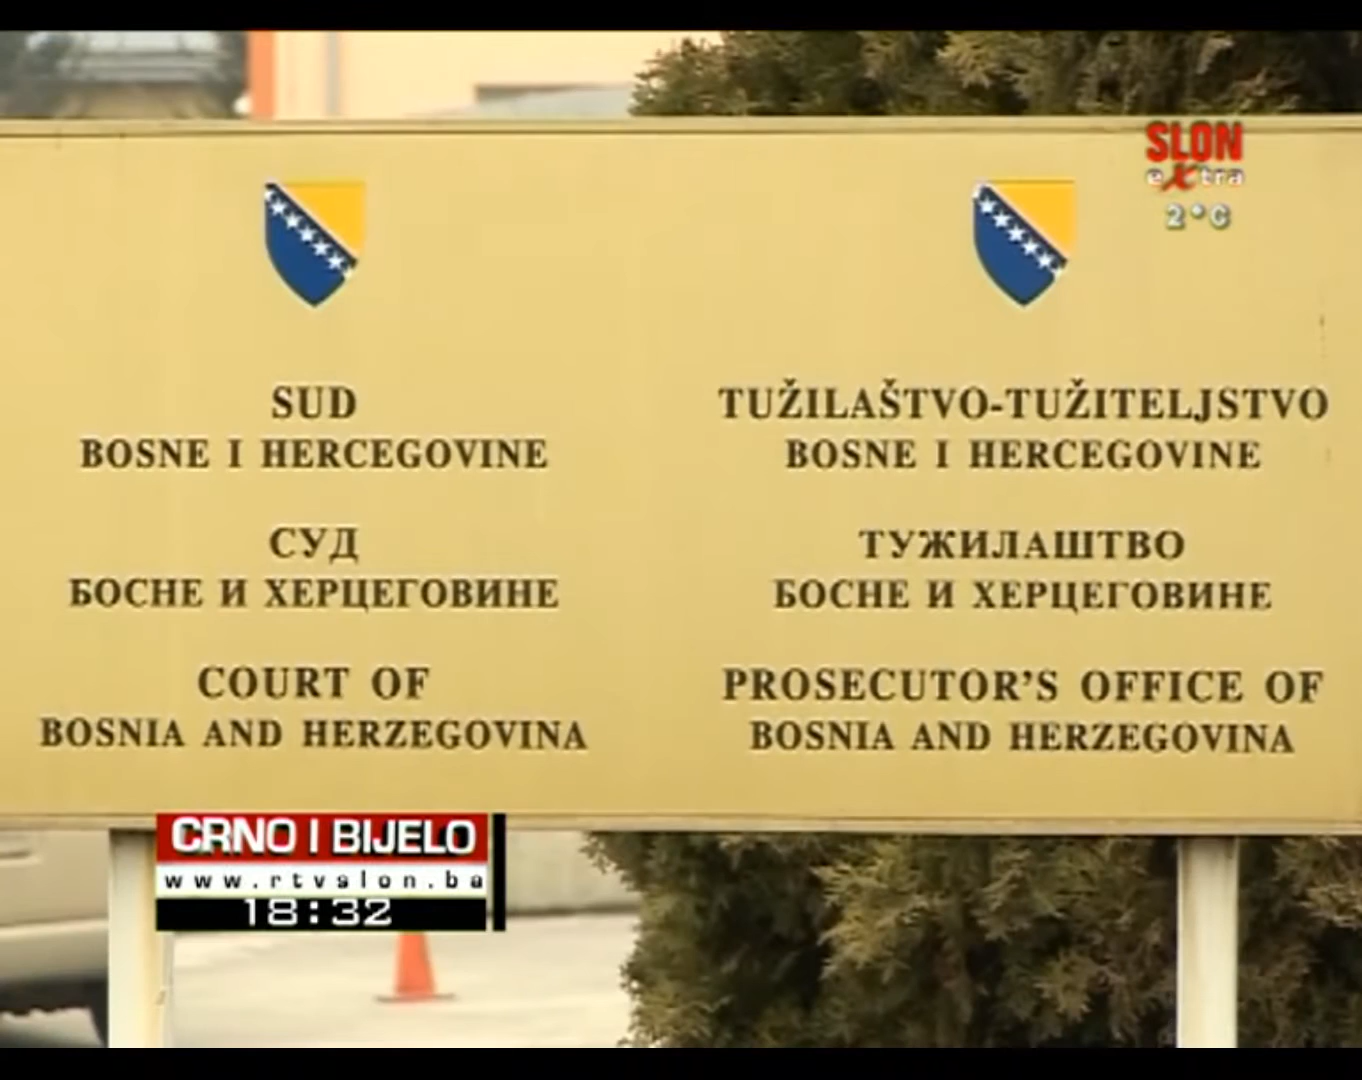 SLON
extra
2°C
SUD
BOSNE I HERCEGOVINE
СУД
БОСНЕ И ХЕРЦЕГОВИНЕ
COURT OF
BOSNIA AND HERZEGOVINA
TUŽILAŠTVO-TUŽITELJSTVO
BOSNE I HERCEGOVINE
ТУЖИЛАШТВО
БОСНЕ И ХЕРЦЕГОВИНЕ
PROSECUTOR’S OFFICE OF
BOSNIA AND HERZEGOVINA
CRNO I BIJELO
www.rtvslon.ba
18:32